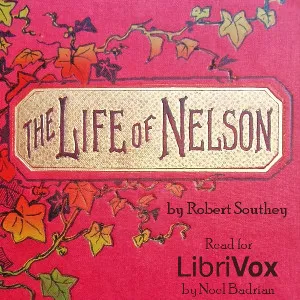 THE LIFE OF NELSON
by Robert Southey
Read for
LibriVox
by Noel Badrian